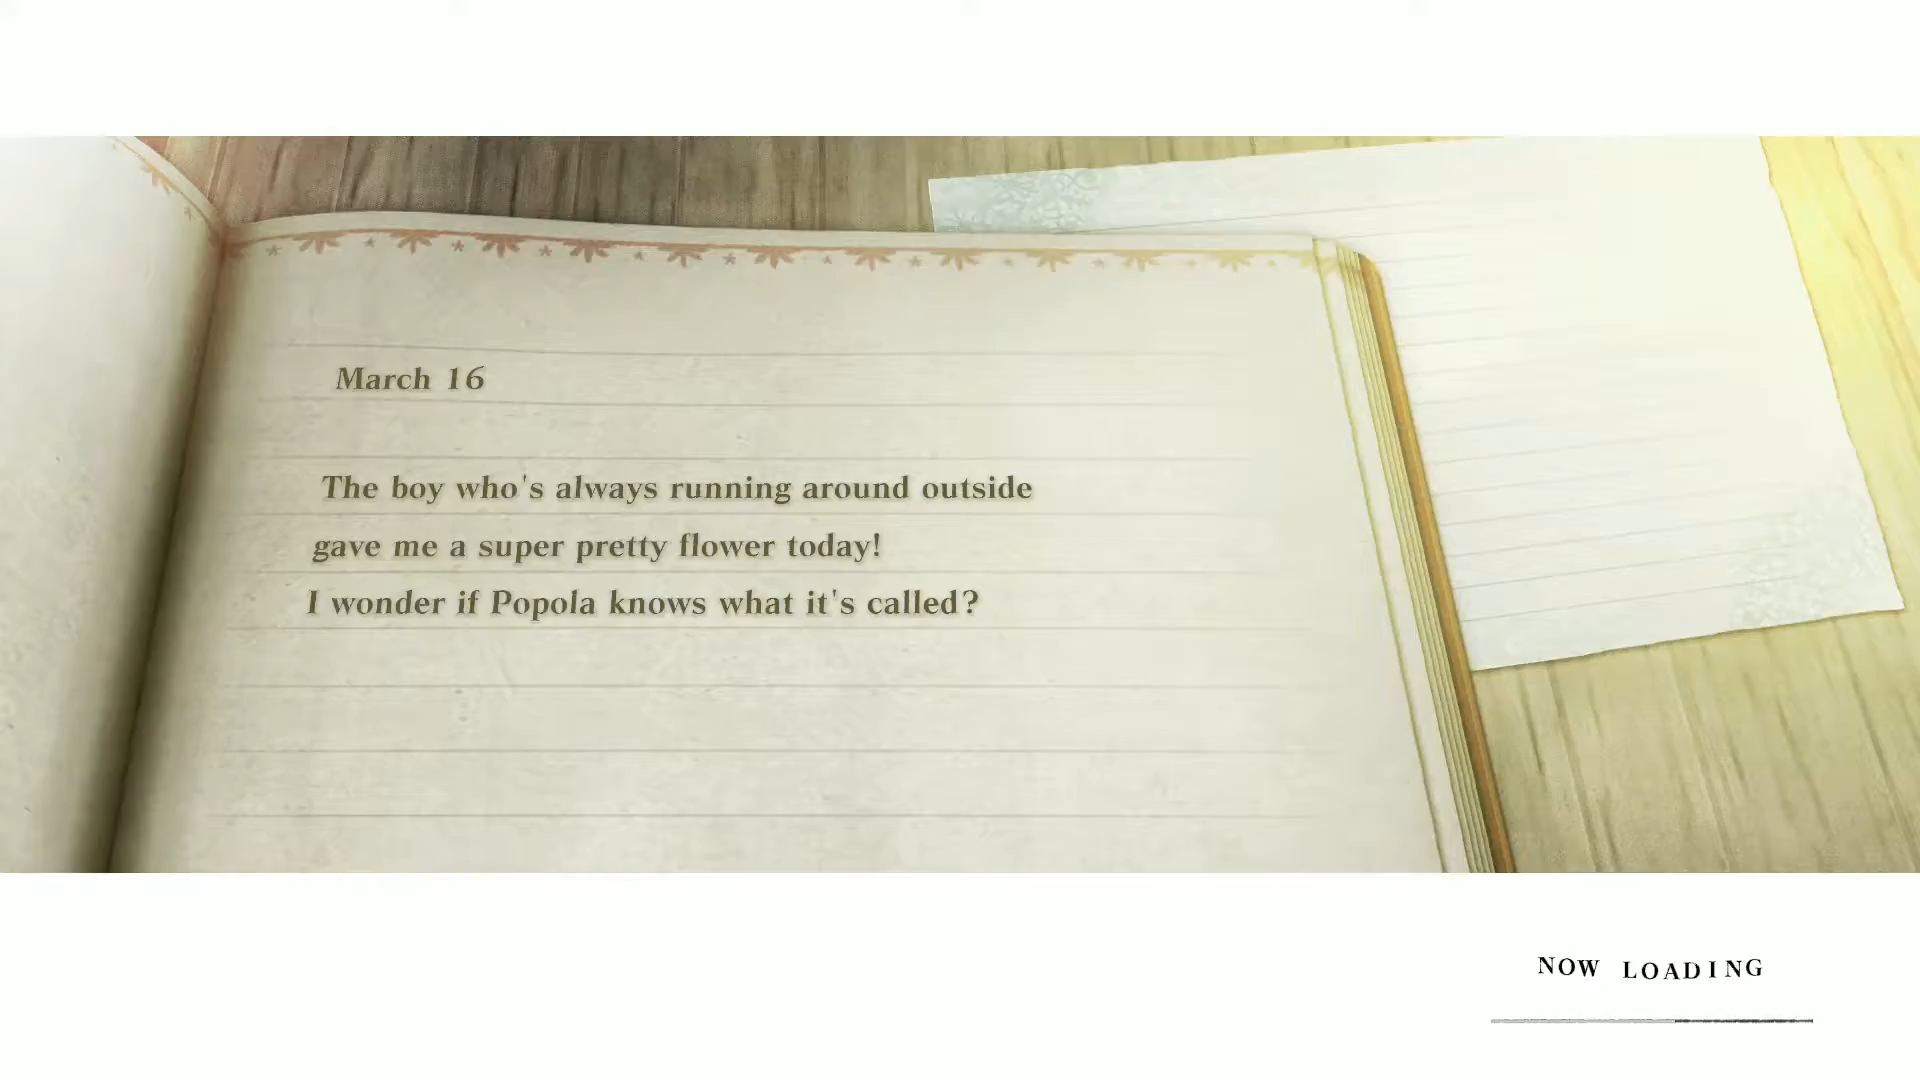 March 16
The boy who's always running around outside
gave me a super pretty flower today!
I wonder if Popola knows what it's called?
NOW LOADING